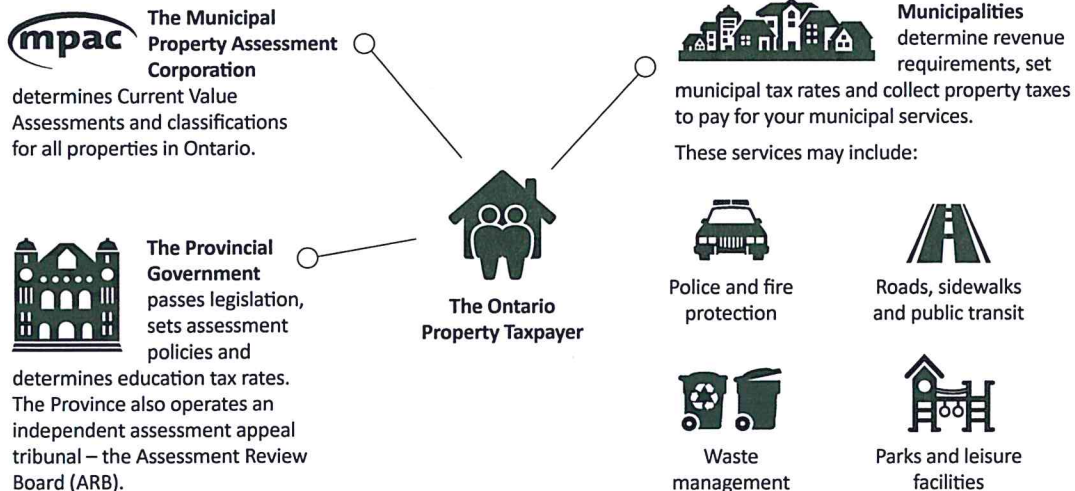 mpac
The Municipal
Property Assessment
Corporation
determines Current Value
Assessments and classifications
for all properties in Ontario.
The Provincial
Government
passes legislation,
sets assessment
policies and
determines education tax rates.
The Province also operates an
independent assessment appeal
tribunal – the Assessment Review
Board (ARB).
The Ontario
Property Taxpayer
Municipalities
determine revenue
requirements, set
municipal tax rates and collect property taxes
to pay for your municipal services.
These services may include:
Police and fire
protection
Roads, sidewalks
and public transit
Waste
management
Parks and leisure
facilities